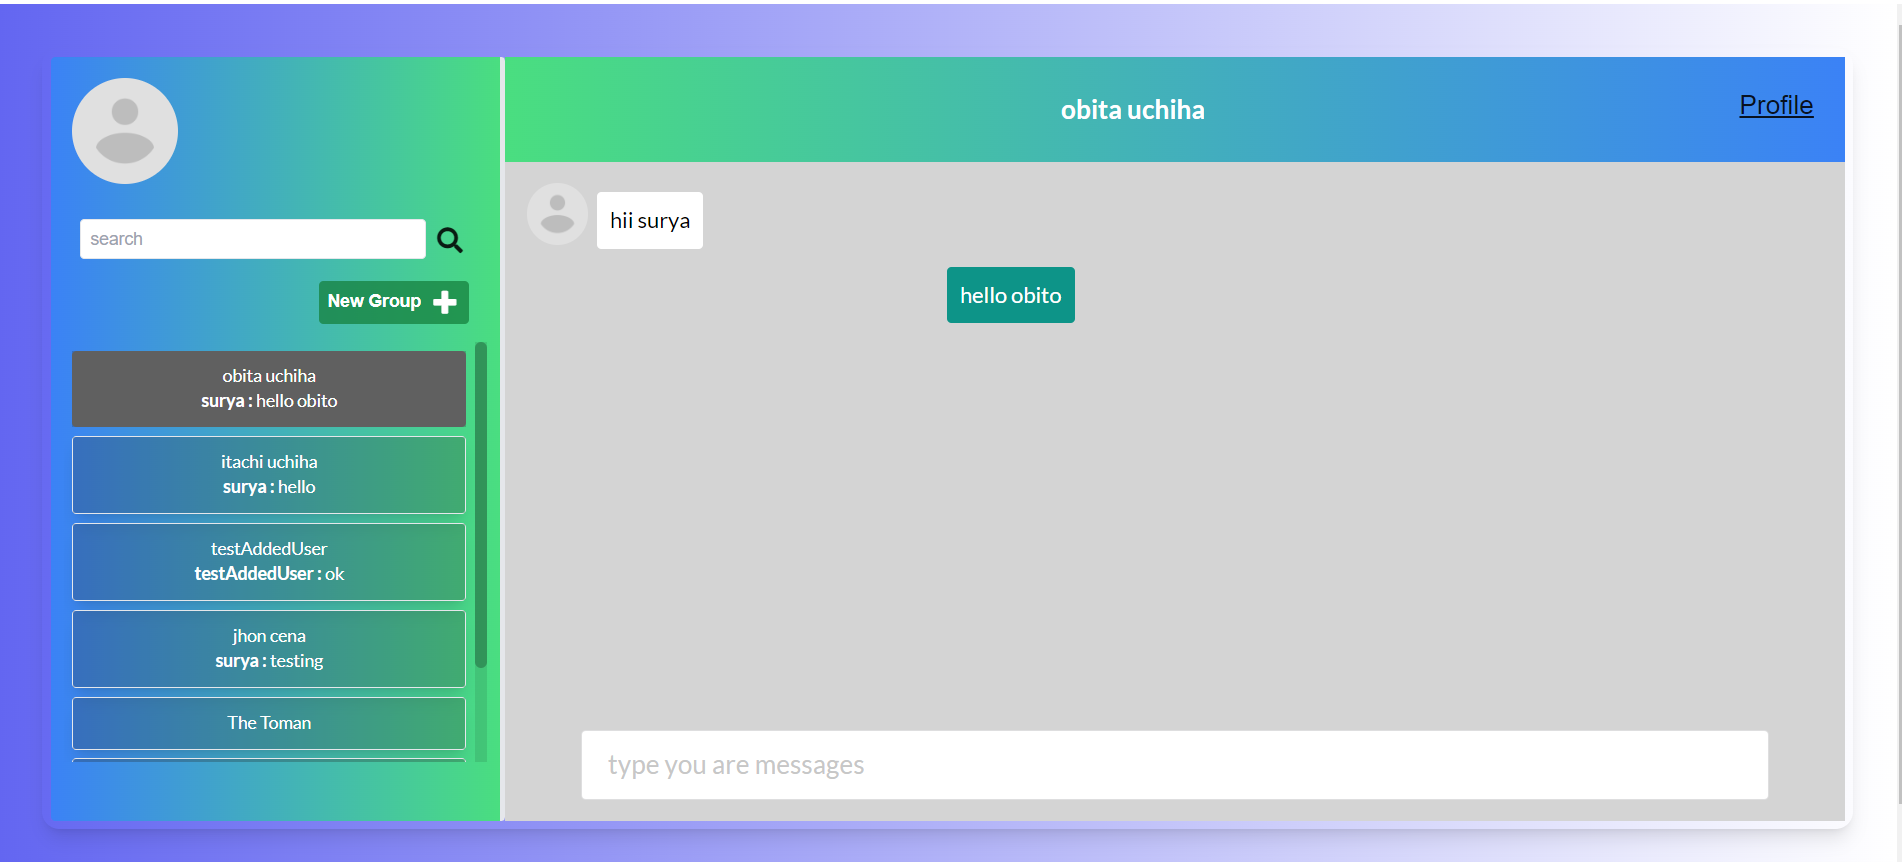 search
New Group
obita uchiha
surya : hello obito
itachi uchiha
surya : hello
testAddedUser
testAddedUser : ok
jhon cena
surya : testing
The Toman
obita uchiha
Profile
hii surya
hello obito
type you are messages